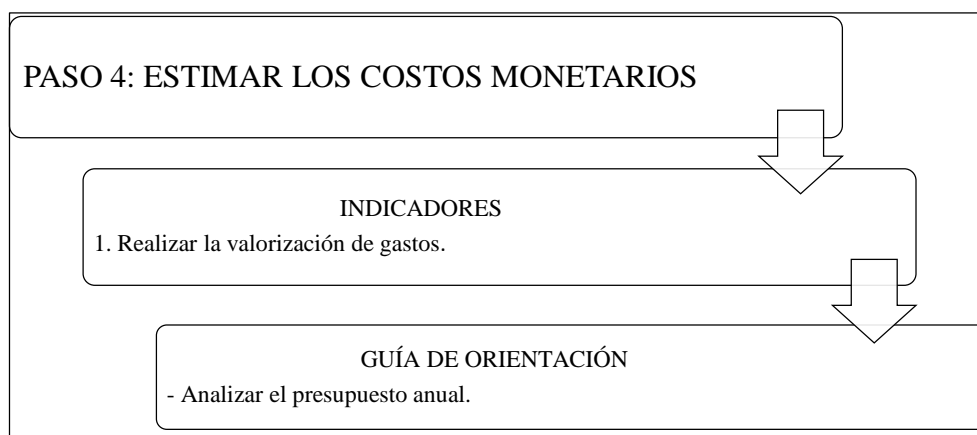 PASO 4: ESTIMAR LOS COSTOS MONETARIOS
INDICADORES
1. Realizar la valorización de gastos.
GUÍA DE ORIENTACIÓN
- Analizar el presupuesto anual.